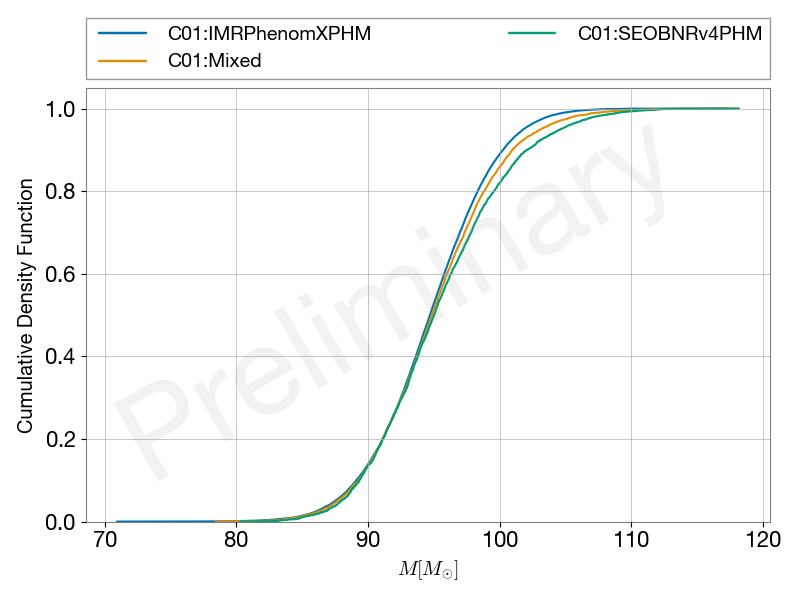 C01:IMRPhenomXPHM
C01:Mixed
C01:SEOBNRv4PHM
Cumulative Density Function
1.0
0.8
0.6
0.4
0.2
0.0
70 80 90 100 110 120
M[M☉]
Preliminary